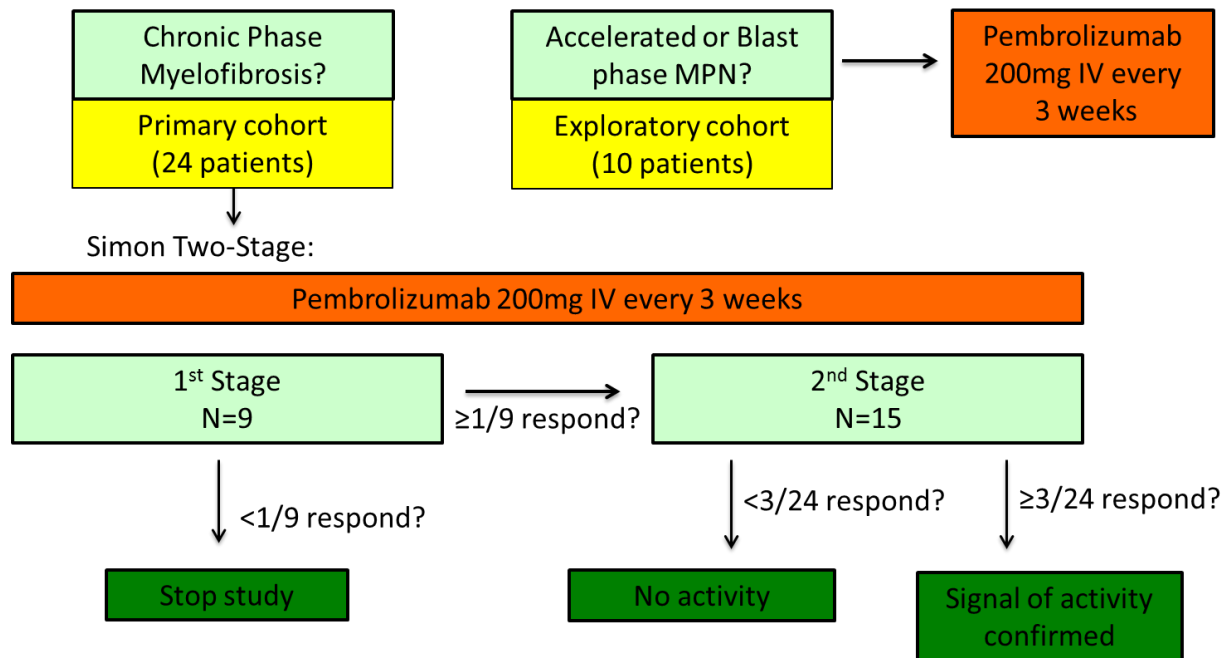 Chronic Phase
Myelofibrosis?
Primary cohort
(24 patients)
Accelerated or Blast
phase MPN?
Exploratory cohort
(10 patients)
Pembrolizumab
200mg IV every
3 weeks
Simon Two-Stage:
Pembrolizumab 200mg IV every 3 weeks
1st Stage
N=9
≥1/9 respond?
2nd Stage
N=15
<1/9 respond?
<3/24 respond?
≥3/24 respond?
Stop study
No activity
Signal of activity
confirmed